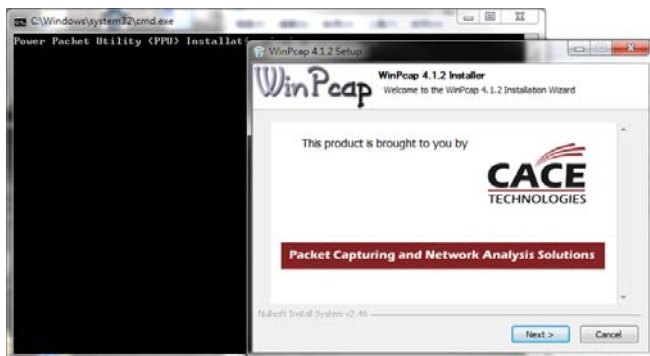 C:\Windows\system32\cmd.exe
Power Packet Utility (PPU)
WinPcap 4.1.2 Setup
WinPcap
WinPcap 4.1.2 Installer
Welcome to the WinPcap 4.1.2 Installation Wizard
This product is brought to you by
CACE
TECHNOLOGIES
Packet Capturing and Network Analysis Solutions
Nullsoft Install System v2.46
Next >
Cancel